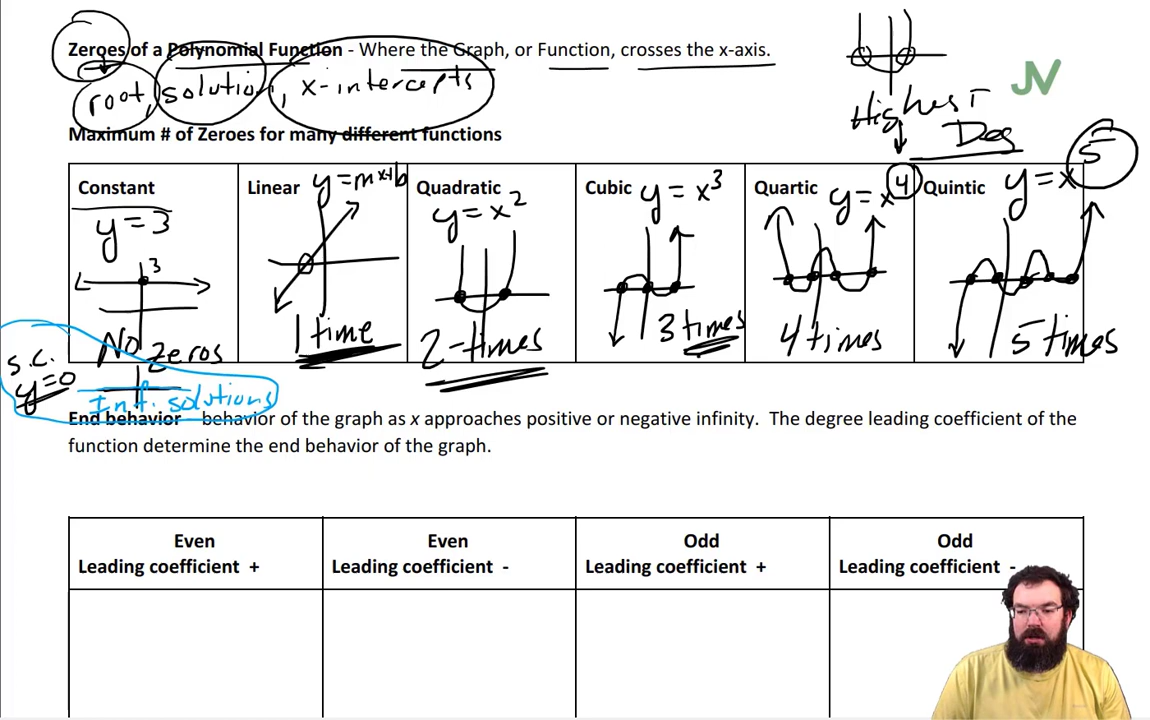 Zeroes of a Polynomial Function - Where the Graph, or Function, crosses the x-axis.
root, solution, x-intercepts
JV
Highest
Deg
Maximum # of Zeroes for many different functions
Constant
y = 3
3
No zeros
Linear y = mx+b
1 time
Quadratic
y = x²
2-times
Cubic y = x³
3 times
Quartic y = x⁴
4 times
Quintic y = x⁵
5 times
S.C.
y=0
Inf. solutions
End behavior - behavior of the graph as x approaches positive or negative infinity. The degree leading coefficient of the
function determine the end behavior of the graph.
Even
Leading coefficient +
Even
Leading coefficient -
Odd
Leading coefficient +
Odd
Leading coefficient -